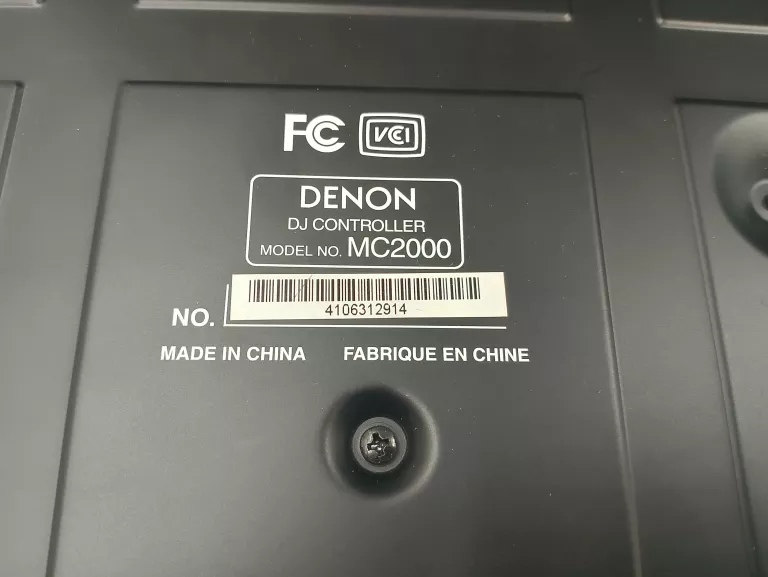 FC VCI
DENON
DJ CONTROLLER
MODEL NO. MC2000
4106312914
NO.
MADE IN CHINA FABRIQUE EN CHINE